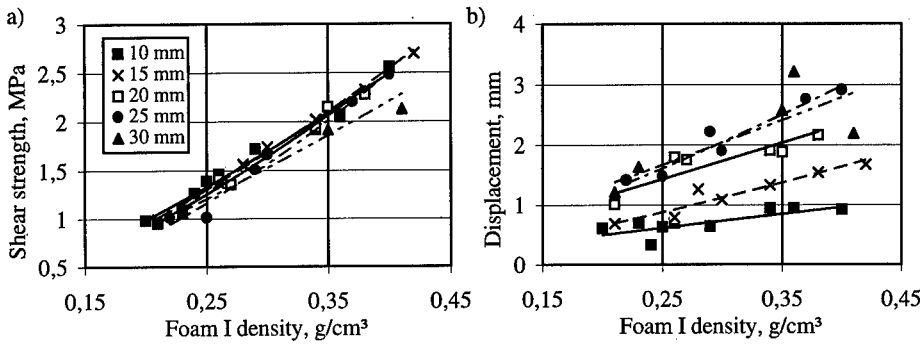 a)
Shear strength, MPa
3
2,5
2
1,5
1
0,5
10 mm
15 mm
20 mm
25 mm
30 mm
0,15
0,25
0,35
0,45
Foam I density, g/cm³
b)
Displacement, mm
4
3
2
1
0
0,15
0,25
0,35
0,45
Foam I density, g/cm³